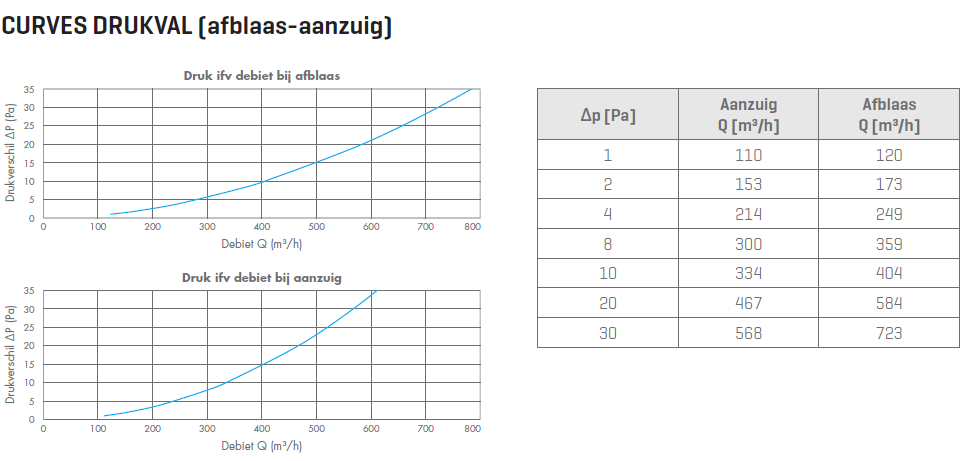 CURVES DRUKVAL (afblaas-aanzuig)
Druk ifv debiet bij afblaas
Drukverschil ΔP (Pa)
35
30
25
20
15
10
5
0
0 100 200 300 400 500 600 700 800
Debiet Q (m³/h)
Druk ifv debiet bij aanzuig
Drukverschil ΔP (Pa)
35
30
25
20
15
10
5
0
0 100 200 300 400 500 600 700 800
Debiet Q (m³/h)
Δp [Pa] Aanzuig Q [m³/h] Afblaas Q [m³/h]
1 110 120
2 153 173
4 214 249
8 300 359
10 334 404
20 467 584
30 568 723